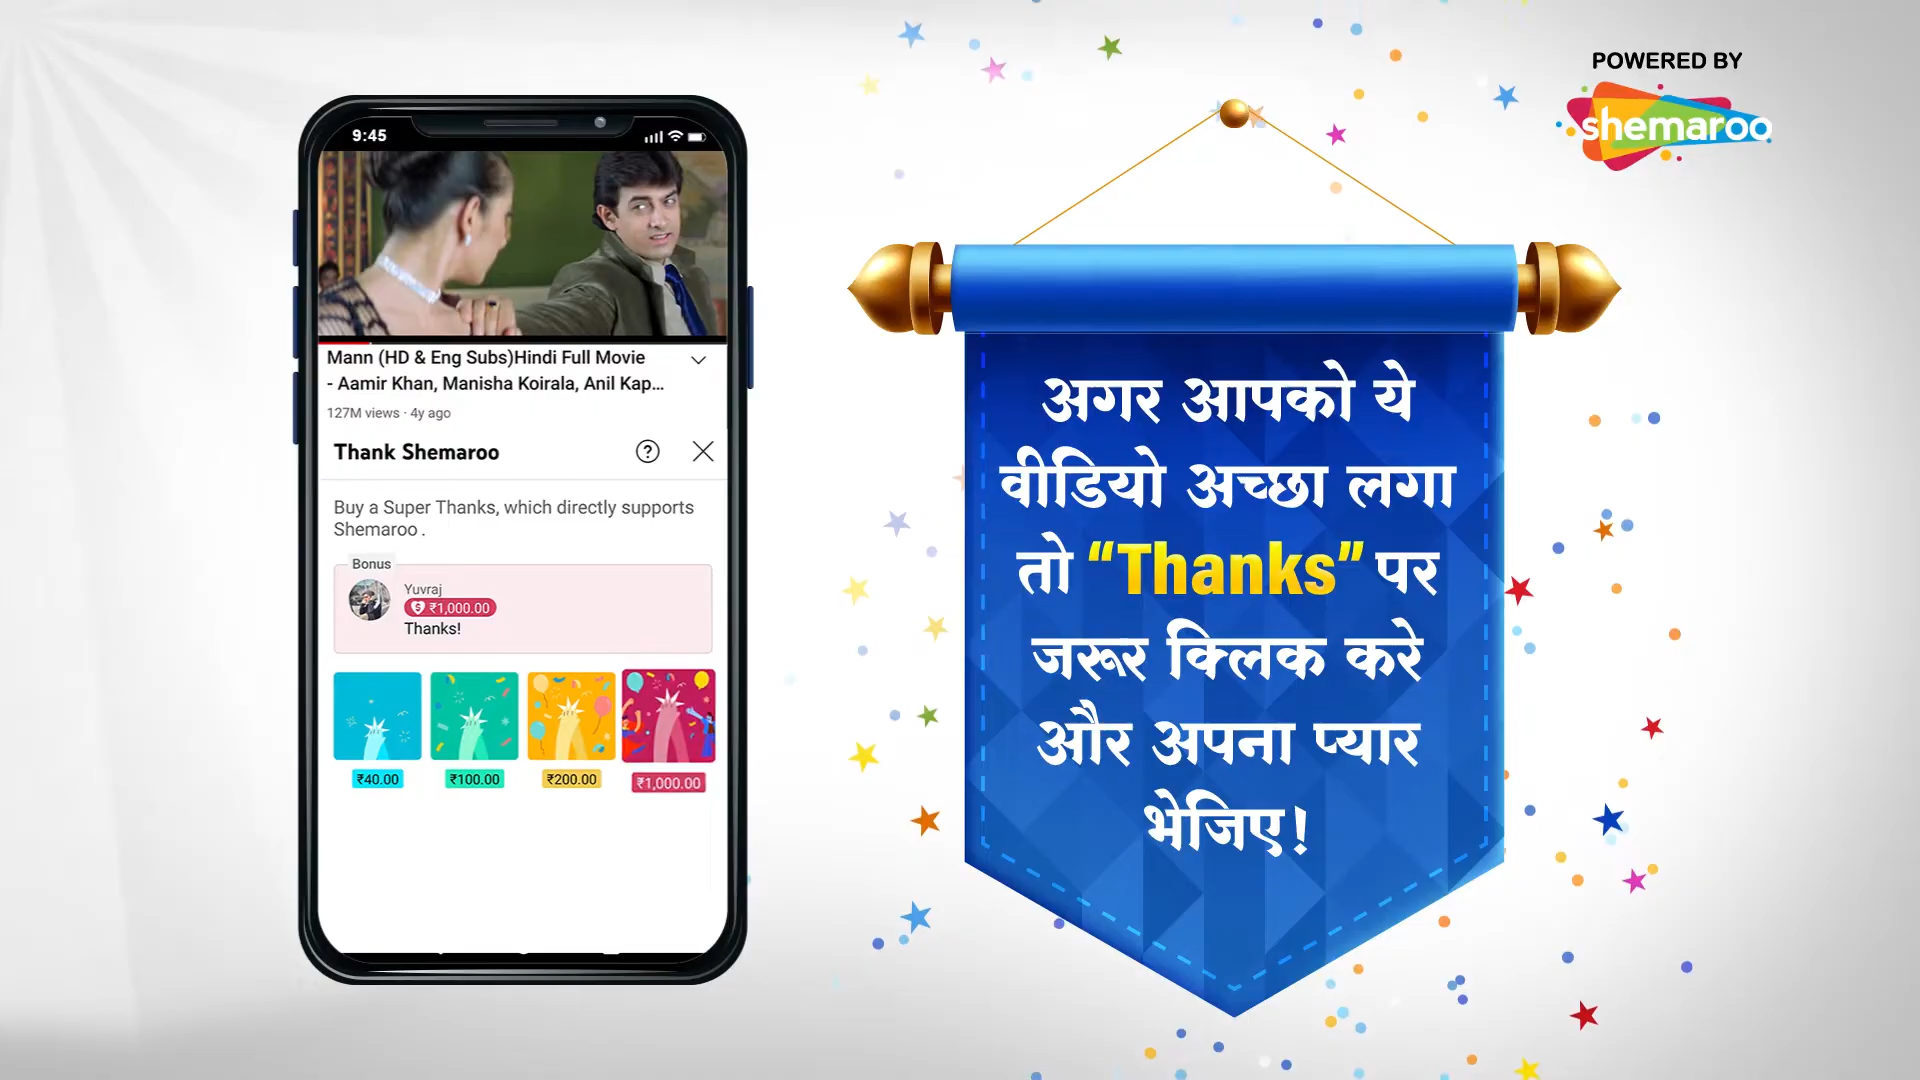 POWERED BY
shemaroo
9:45
Mann (HD & Eng Subs)Hindi Full Movie
- Aamir Khan, Manisha Koirala, Anil Kap...
127M views · 4y ago
Thank Shemaroo
?
Buy a Super Thanks, which directly supports
Shemaroo .
Bonus
Yuvraj
$ ₹1,000.00
Thanks!
₹40.00
₹100.00
₹200.00
₹1,000.00
अगर आपको ये
वीडियो अच्छा लगा
तो “Thanks” पर
जरूर क्लिक करे
और अपना प्यार
भेजिए!